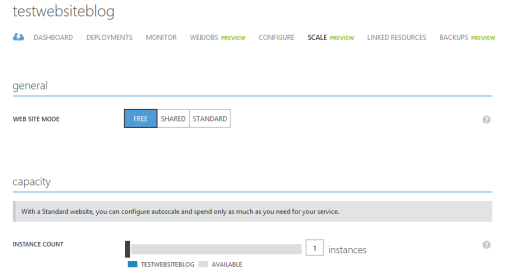 testwebsiteblog
DASHBOARD DEPLOYMENTS MONITOR WEBJOBS PREVIEW CONFIGURE SCALE PREVIEW LINKED RESOURCES BACKUPS PREVIEW
general
WEB SITE MODE FREE SHARED STANDARD ?
capacity
With a Standard website, you can configure autoscale and spend only as much as you need for your service.
INSTANCE COUNT 1 instances ?
TESTWEBSITEBLOG AVAILABLE